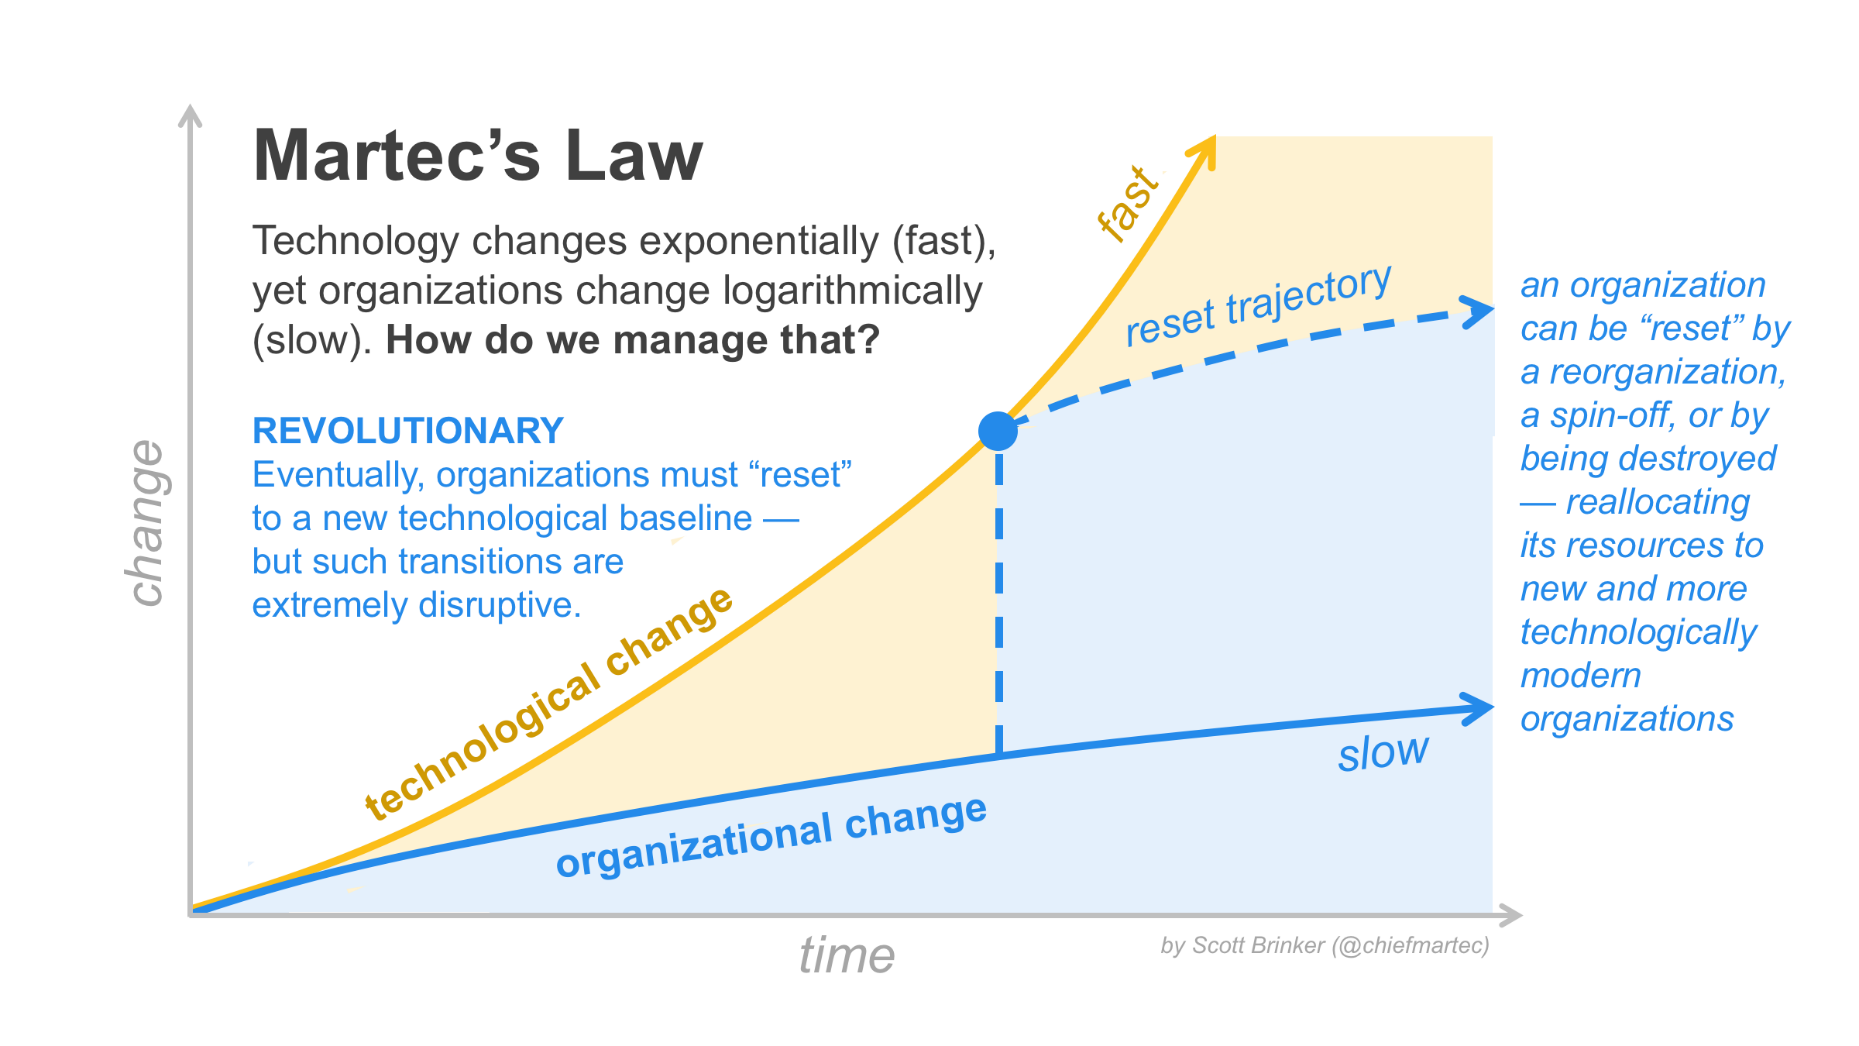 Martec’s Law
Technology changes exponentially (fast),
yet organizations change logarithmically
(slow). How do we manage that?
REVOLUTIONARY
Eventually, organizations must “reset”
to a new technological baseline —
but such transitions are
extremely disruptive.
technological change
fast
reset trajectory
an organization
can be “reset” by
a reorganization,
a spin-off, or by
being destroyed
— reallocating
its resources to
new and more
technologically
modern
organizations
organizational change
slow
change
time
by Scott Brinker (@chiefmartec)